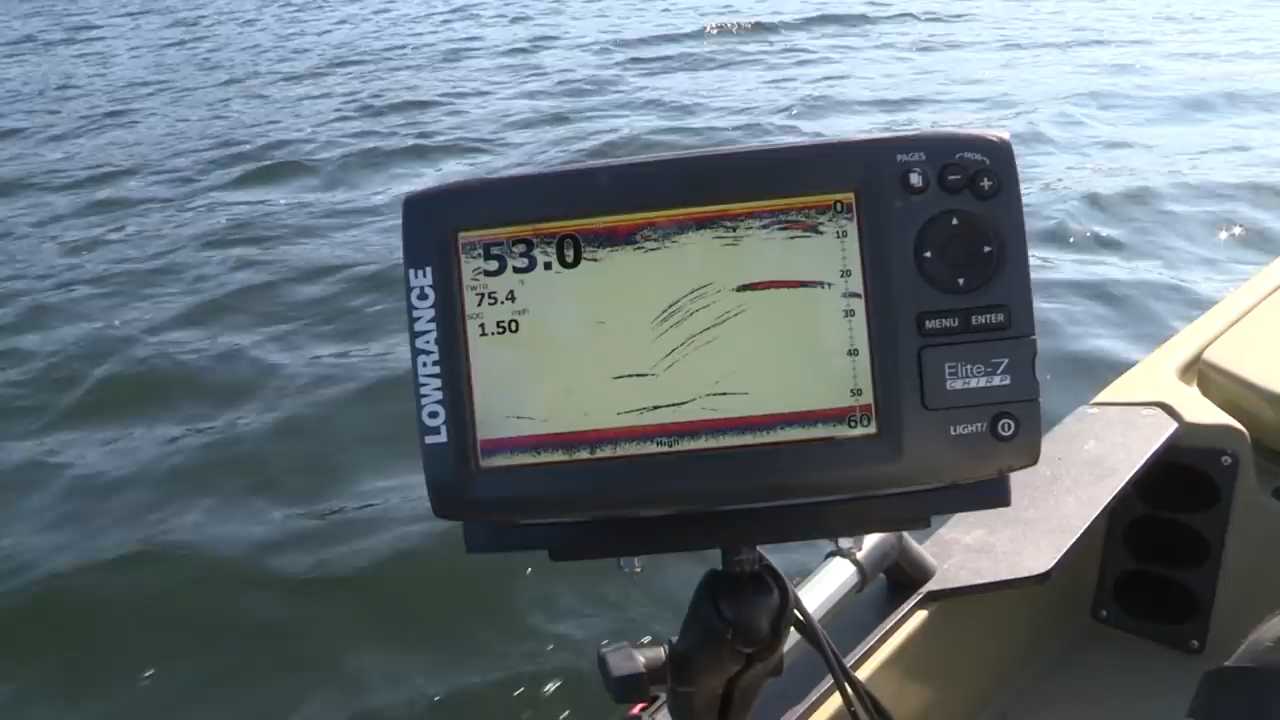 LOWRANCE
53.0
75.4
mph
1.50
0
10
20
30
40
50
60
High
PAGES
MOB
- +
MENU ENTER
Elite-7
CHIRP
LIGHT/